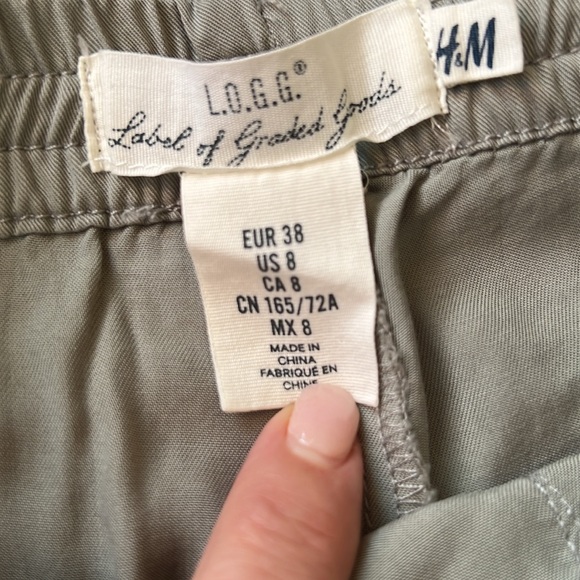 L.O.G.G.®
Label of Graded Goods
H&M
EUR 38
US 8
CA 8
CN 165/72A
MX 8
MADE IN
CHINA
FABRIQUÉ EN
CHINE